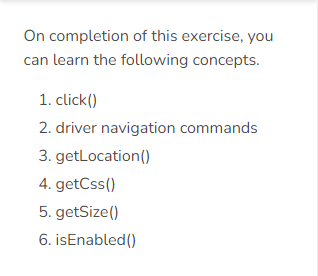 On completion of this exercise, you
can learn the following concepts.
1. click()
2. driver navigation commands
3. getLocation()
4. getCss()
5. getSize()
6. isEnabled()